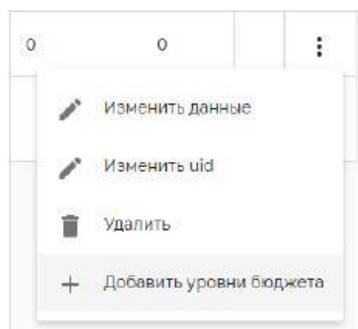 0 0
Изменить данные
Изменить uid
Удалить
Добавить уровни бюджета